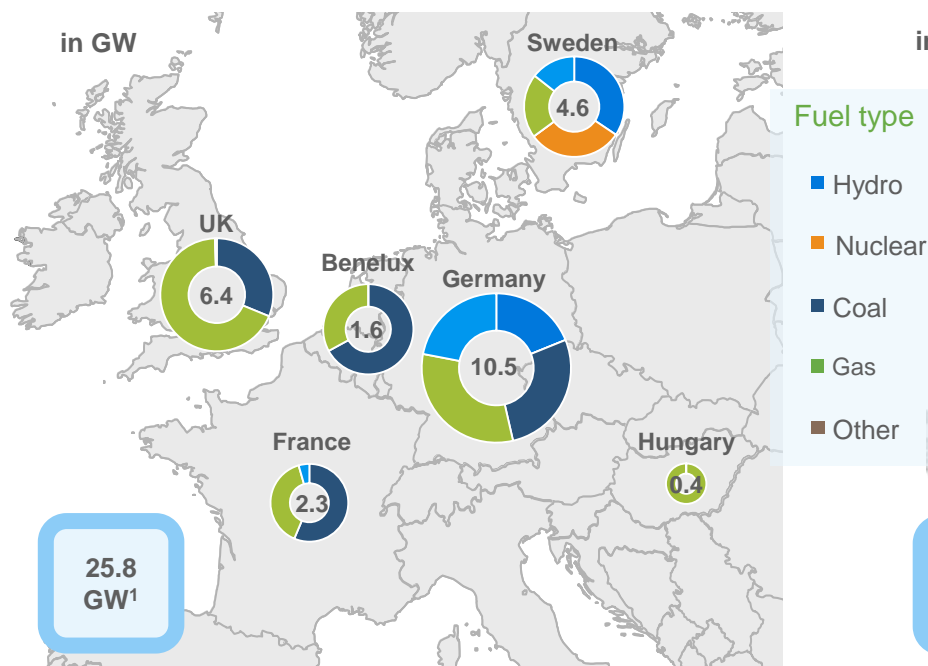 in GW
Sweden
4.6
UK
6.4
Benelux
1.6
Germany
10.5
France
2.3
Hungary
0.4
25.8
GW¹
Fuel type
Hydro
Nuclear
Coal
Gas
Other